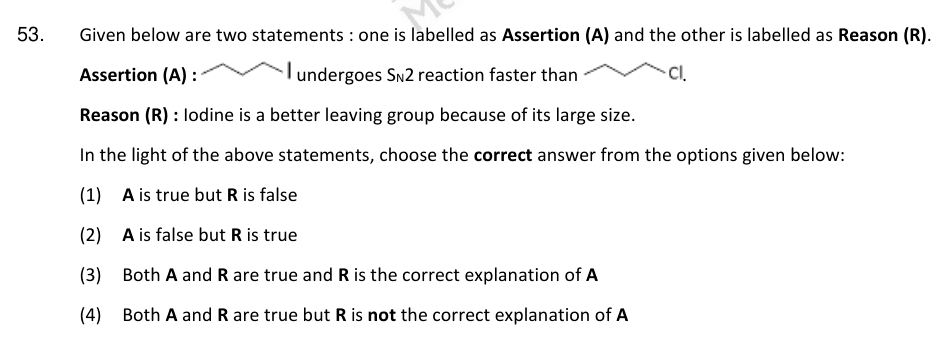 53. Given below are two statements : one is labelled as Assertion (A) and the other is labelled as Reason (R).
Assertion (A) : I undergoes SN2 reaction faster than Cl.
Reason (R) : Iodine is a better leaving group because of its large size.
In the light of the above statements, choose the correct answer from the options given below:
(1) A is true but R is false
(2) A is false but R is true
(3) Both A and R are true and R is the correct explanation of A
(4) Both A and R are true but R is not the correct explanation of A